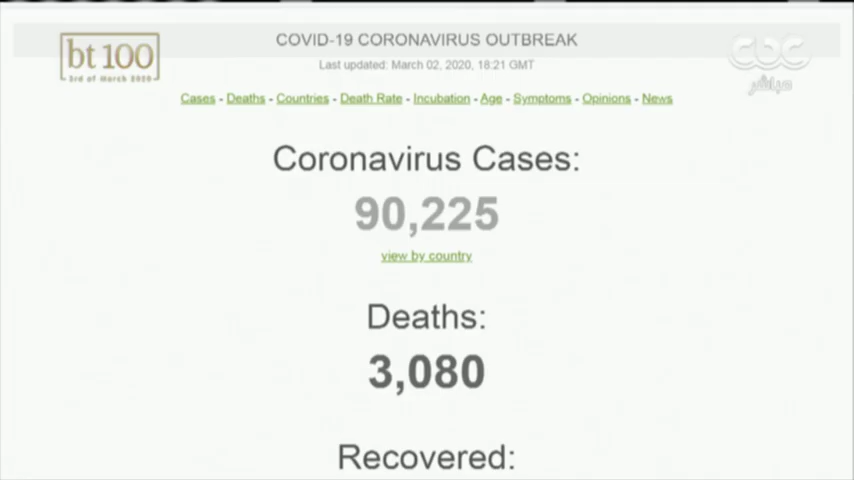 COVID-19 CORONAVIRUS OUTBREAK
bt 100
3rd of March 2020
CBC
مباشر
Last updated: March 02, 2020, 18:21 GMT
Cases - Deaths - Countries - Death Rate - Incubation - Age - Symptoms - Opinions - News
Coronavirus Cases:
90,225
view by country
Deaths:
3,080
Recovered: